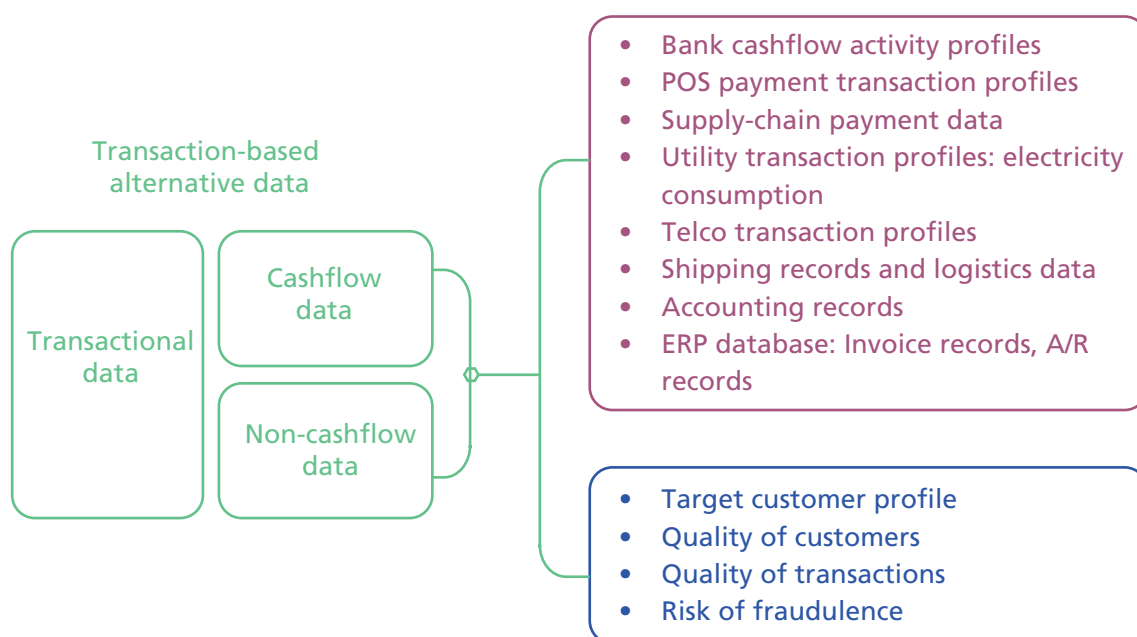 Transaction-based
alternative data
Transactional
data
Cashflow
data
Non-cashflow
data
• Bank cashflow activity profiles
• POS payment transaction profiles
• Supply-chain payment data
• Utility transaction profiles: electricity
consumption
• Telco transaction profiles
• Shipping records and logistics data
• Accounting records
• ERP database: Invoice records, A/R
records
• Target customer profile
• Quality of customers
• Quality of transactions
• Risk of fraudulence